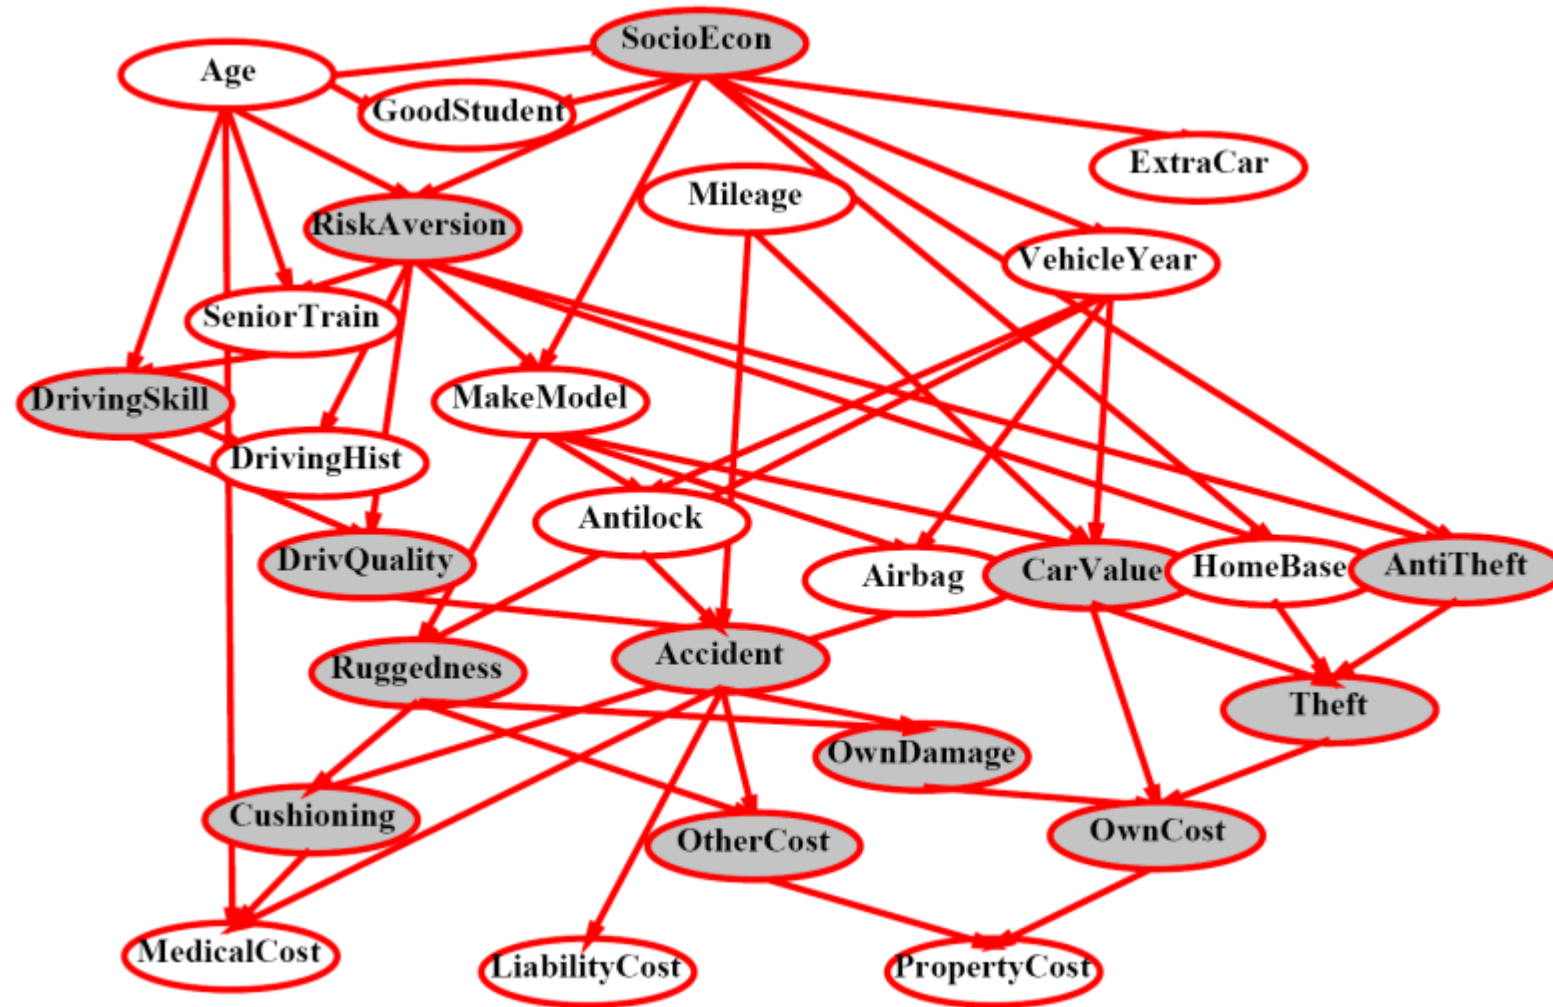 SocioEcon
Age
GoodStudent
ExtraCar
Mileage
RiskAversion
VehicleYear
SeniorTrain
DrivingSkill
MakeModel
DrivingHist
Antilock
DrivQuality
Airbag
CarValue
HomeBase
AntiTheft
Ruggedness
Accident
Theft
OwnDamage
Cushioning
OtherCost
OwnCost
MedicalCost
LiabilityCost
PropertyCost